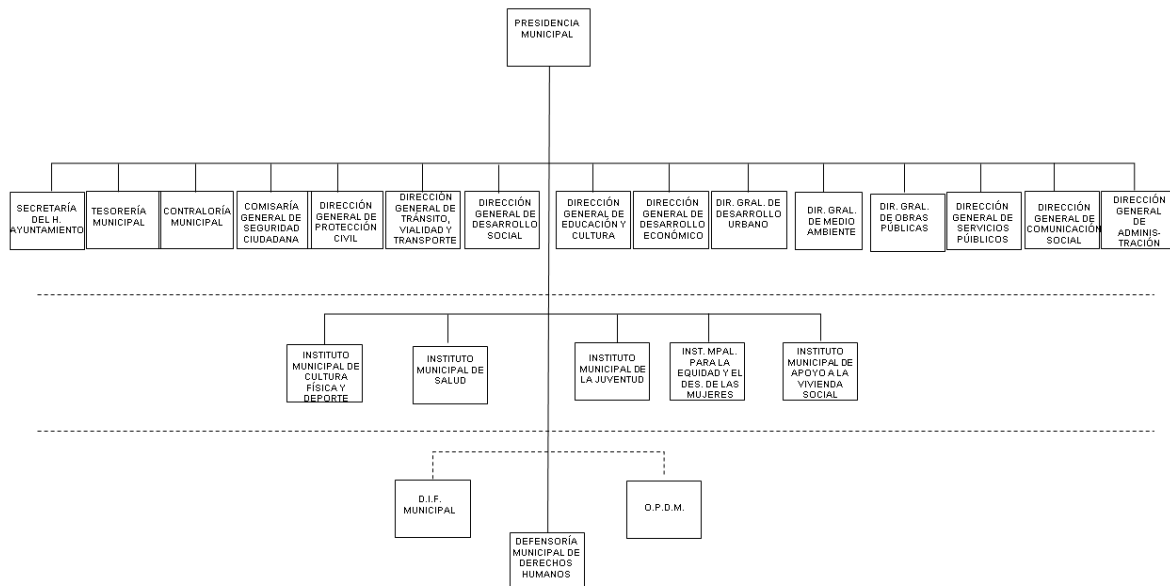 PRESIDENCIA
MUNICIPAL
SECRETARÍA
DEL H.
AYUNTAMIENTO
TESORERÍA
MUNICIPAL
CONTRALORÍA
MUNICIPAL
COMISARÍA
GENERAL DE
SEGURIDAD
CIUDADANA
DIRECCIÓN
GENERAL DE
PROTECCIÓN
CIVIL
DIRECCIÓN
GENERAL DE
TRÁNSITO,
VIALIDAD Y
TRANSPORTE
DIRECCIÓN
GENERAL DE
DESARROLLO
SOCIAL
DIRECCIÓN
GENERAL DE
EDUCACIÓN Y
CULTURA
DIRECCIÓN
GENERAL DE
DESARROLLO
ECONÓMICO
DIR. GRAL. DE
DESARROLLO
URBANO
DIR. GRAL.
DE MEDIO
AMBIENTE
DIR. GRAL.
DE OBRAS
PÚBLICAS
DIRECCIÓN
GENERAL DE
SERVICIOS
PÚIBLICOS
DIRECCIÓN
GENERAL DE
COMUNICACIÓN
SOCIAL
DIRECCIÓN
GENERAL
DE
ADMINIS-
TRACIÓN
INSTITUTO
MUNICIPAL DE
CULTURA
FÍSICA Y
DEPORTE
INSTITUTO
MUNICIPAL DE
SALUD
INSTITUTO
MUNICIPAL DE
LA JUVENTUD
INST. MPAL.
PARA LA
EQUIDAD Y EL
DES. DE LAS
MUJERES
INSTITUTO
MUNICIPAL DE
APOYO A LA
VIVIENDA
SOCIAL
D.I.F.
MUNICIPAL
O.P.D.M.
DEFENSORÍA
MUNICIPAL DE
DERECHOS
HUMANOS